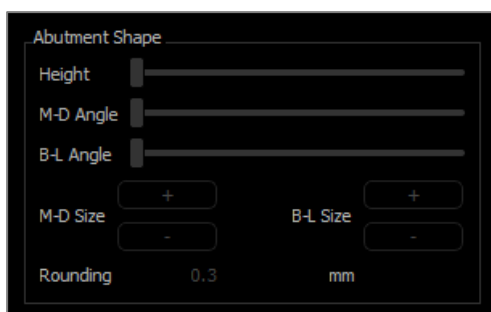 Abutment Shape
Height
M-D Angle
B-L Angle
M-D Size + - B-L Size + -
Rounding 0.3 mm